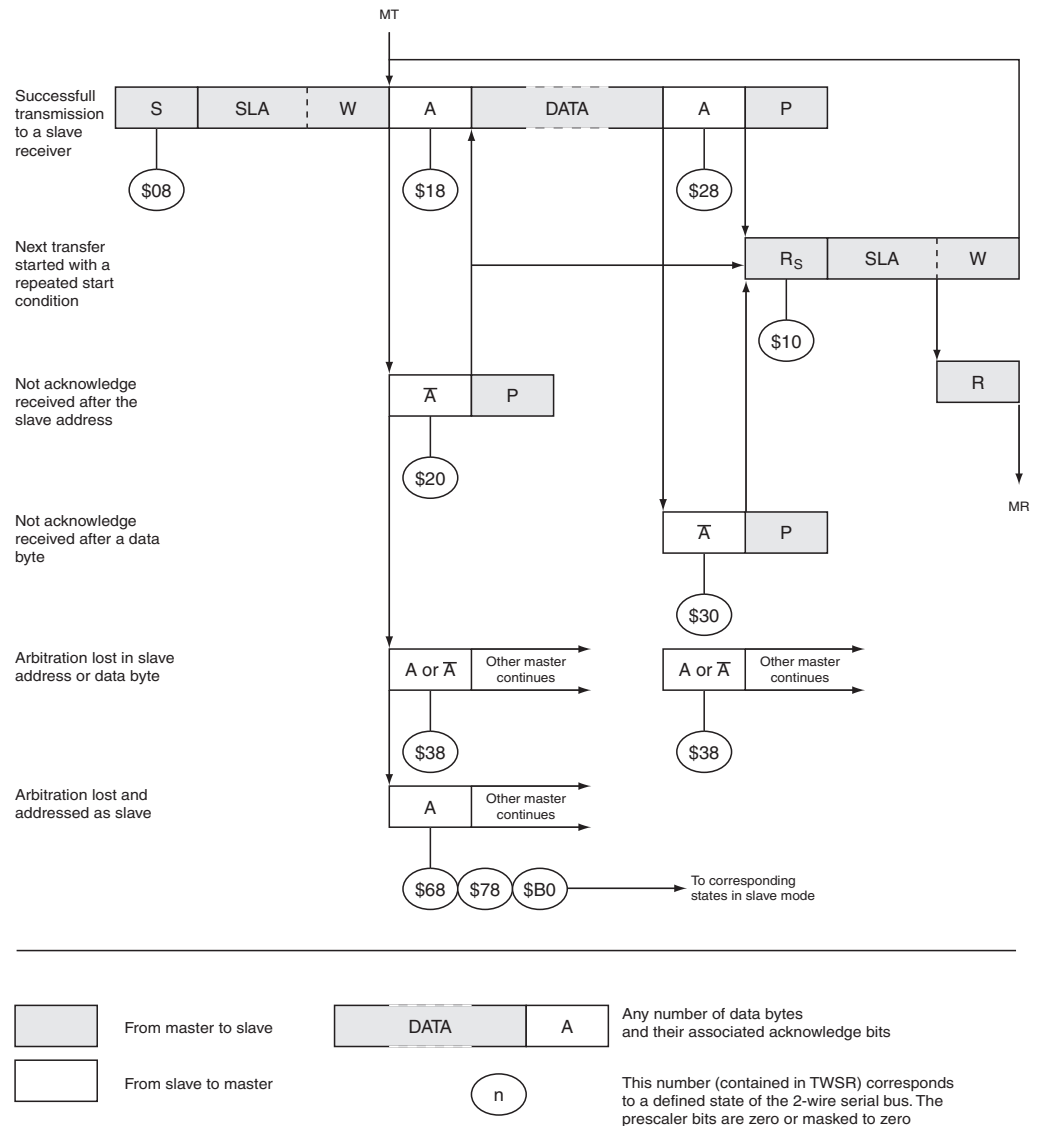 MT
Successfull
transmission
to a slave
receiver
S SLA W A DATA A P
$08 $18 $28
Next transfer
started with a
repeated start
condition
RS SLA W
$10
Not acknowledge
received after the
slave address
A̅ P
R
$20
MR
Not acknowledge
received after a data
byte
A̅ P
$30
Arbitration lost in slave
address or data byte
A or A̅
Other master
continues
A or A̅
Other master
continues
$38 $38
Arbitration lost and
addressed as slave
A
Other master
continues
$68 $78 $B0
To corresponding
states in slave mode
From master to slave
DATA A
Any number of data bytes
and their associated acknowledge bits
From slave to master
n
This number (contained in TWSR) corresponds
to a defined state of the 2-wire serial bus. The
prescaler bits are zero or masked to zero